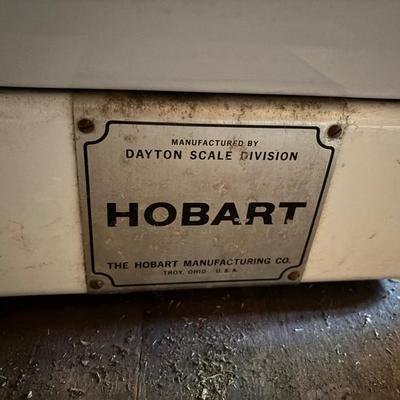 MANUFACTURED BY
DAYTON SCALE DIVISION
HOBART
THE HOBART MANUFACTURING CO.
TROY, OHIO U.S.A.